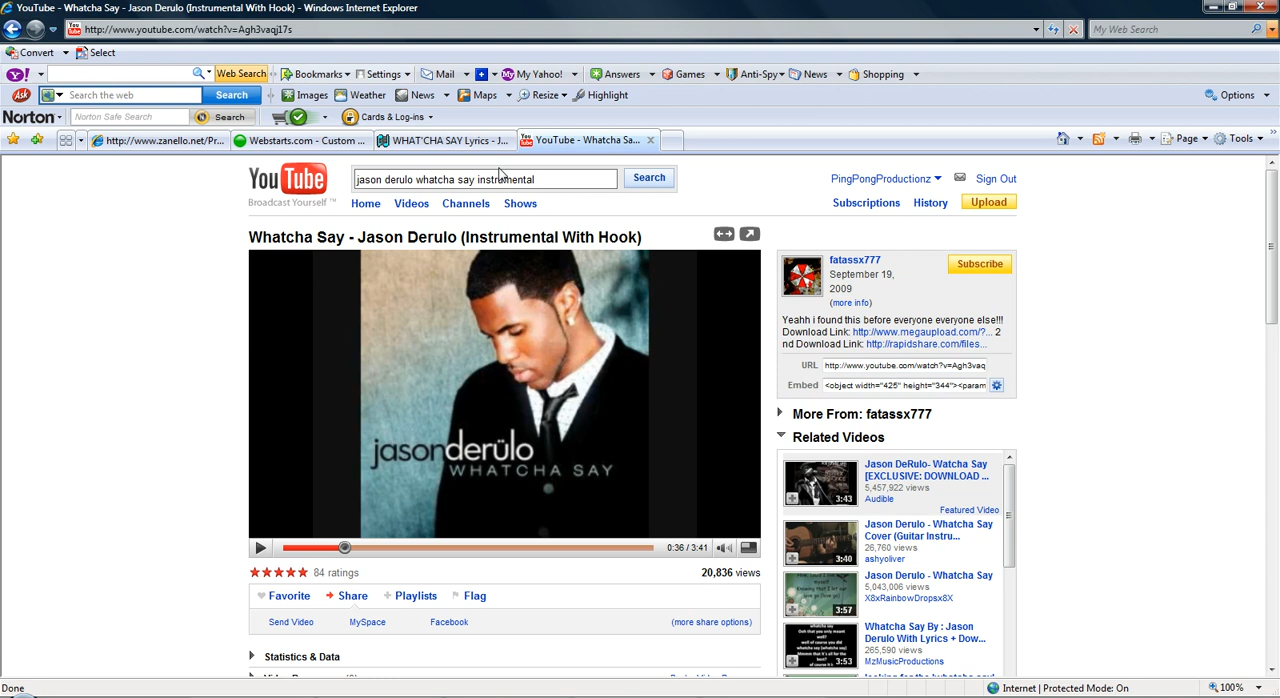 YouTube - Whatcha Say - Jason Derulo (Instrumental With Hook) - Windows Internet Explorer
http://www.youtube.com/watch?v=Agh3vaqj17s
My Web Search
Convert Select
Y! Web Search Bookmarks Settings Mail My Yahoo! Answers Games Anti-Spy News Shopping
Ask Search the web Search Images Weather News Maps Resize Highlight Options
Norton Norton Safe Search Search Cards & Log-ins
http://www.zanello.net/Pr... Webstarts.com - Custom ... WHAT'CHA SAY Lyrics - J... YouTube - Whatcha Sa... Page Tools
YouTube jason derulo whatcha say instrumental Search PingPongProductionz Sign Out
Broadcast Yourself ™
Home Videos Channels Shows Subscriptions History Upload
Whatcha Say - Jason Derulo (Instrumental With Hook)
jasonderülo
WHATCHA SAY
0:36 / 3:41
84 ratings 20,836 views
Favorite Share Playlists Flag
Send Video MySpace Facebook (more share options)
Statistics & Data
fatassx777 Subscribe
September 19,
2009
(more info)
Yeahh i found this before everyone everyone else!!!
Download Link: http://www.megaupload.com/?... 2
nd Download Link: http://rapidshare.com/files...
URL http://www.youtube.com/watch?v=Agh3vaq
Embed <object width="425" height="344"><param
More From: fatassx777
Related Videos
Jason DeRulo- Watcha Say
[EXCLUSIVE: DOWNLOAD ...
5,457,922 views
3:43 Audible
Featured Video
Jason Derulo - Whatcha Say
Cover (Guitar Instru...
26,760 views
3:40 ashyoliver
Jason Derulo - Whatcha Say
5,043,006 views
X8xRainbowDropsx8X
3:57
Whatcha Say By : Jason
Derulo With Lyrics + Dow...
265,590 views
3:53 MzMusicProductions
Done Internet | Protected Mode: On 100%